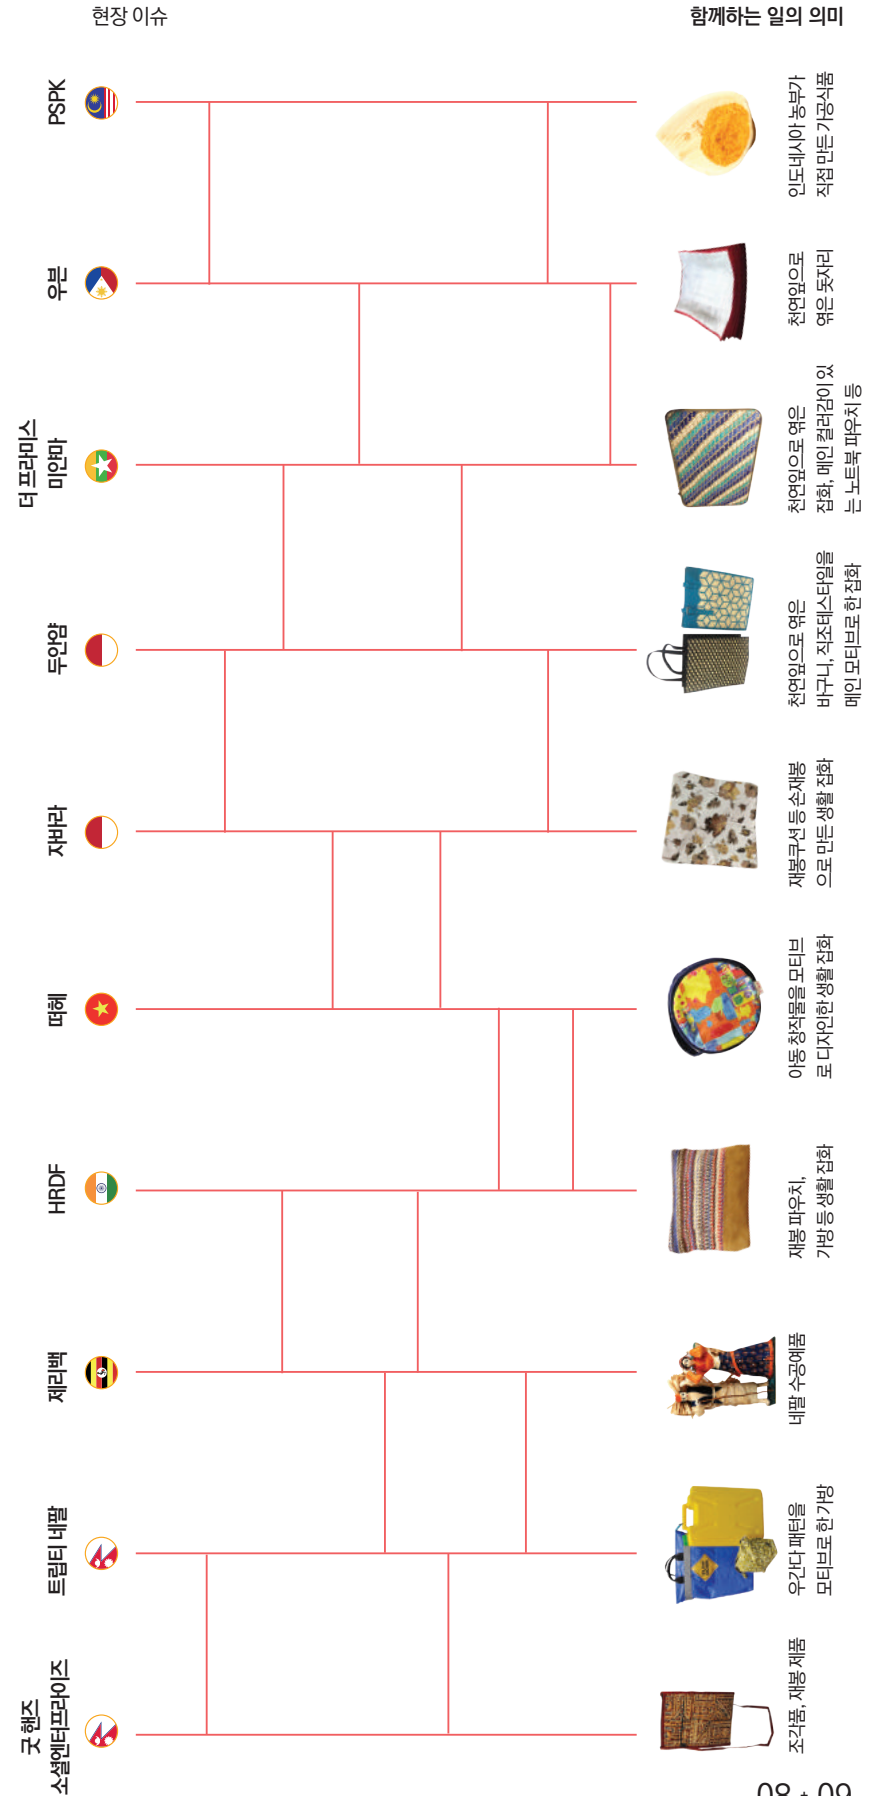 현장 이슈
함께하는 일의 의미
PSPK
우븐
더 프라미스
미얀마
두안얌
자바라
떠헤
HRDF
제리백
트립티 네팔
굿 핸즈
소셜엔터프라이즈
인도네시아 농부가
직접 만든 가공식품
천연잎으로
엮은 돗자리
천연잎으로 엮은
잡화, 메인 컬러감이 있
는 노트북 파우치 등
천연잎으로 엮은
바구니, 직조테스타일을
메인 모티브로 한 잡화
재봉쿠션 등 손재봉
으로 만든 생활 잡화
아동 창작물을 모티브
로 디자인한 생활 잡화
재봉 파우치,
가방 등 생활 잡화
네팔 수공예품
우간다 패턴을
모티브로 한 가방
조각품, 재봉 제품
08 + 09